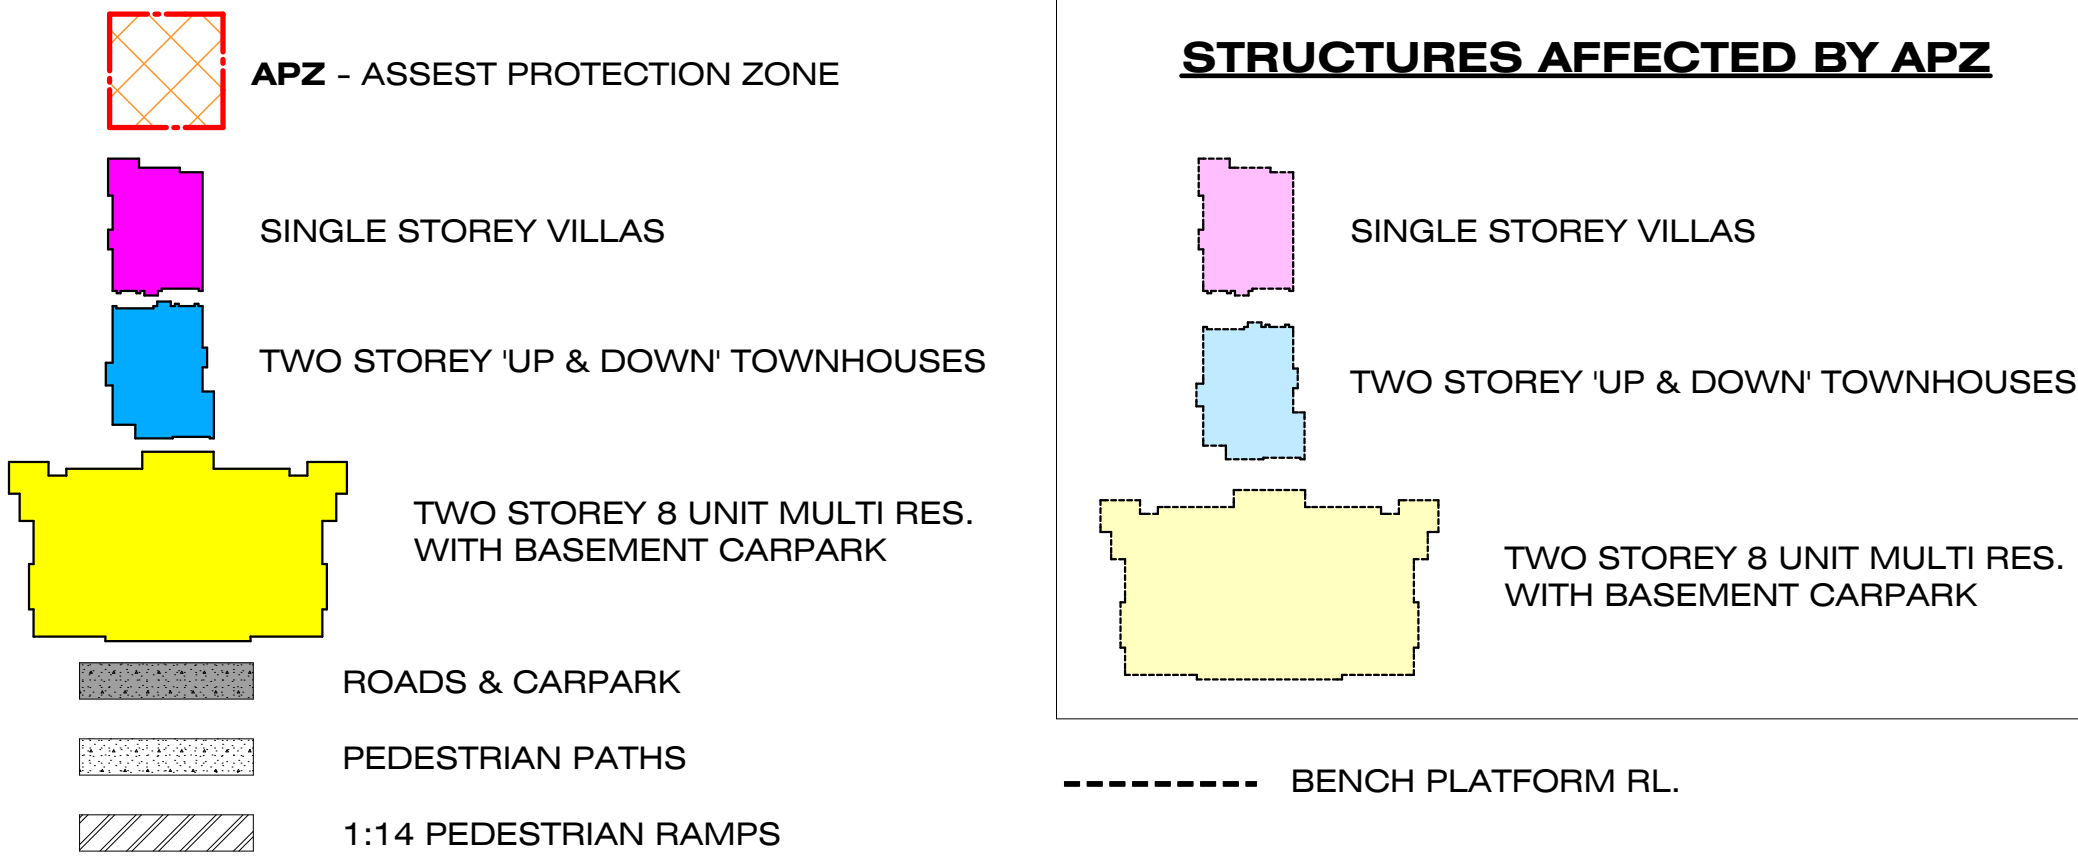 APZ - ASSEST PROTECTION ZONE
SINGLE STOREY VILLAS
TWO STOREY 'UP & DOWN' TOWNHOUSES
TWO STOREY 8 UNIT MULTI RES.
WITH BASEMENT CARPARK
ROADS & CARPARK
PEDESTRIAN PATHS
1:14 PEDESTRIAN RAMPS
STRUCTURES AFFECTED BY APZ
SINGLE STOREY VILLAS
TWO STOREY 'UP & DOWN' TOWNHOUSES
TWO STOREY 8 UNIT MULTI RES.
WITH BASEMENT CARPARK
BENCH PLATFORM RL.